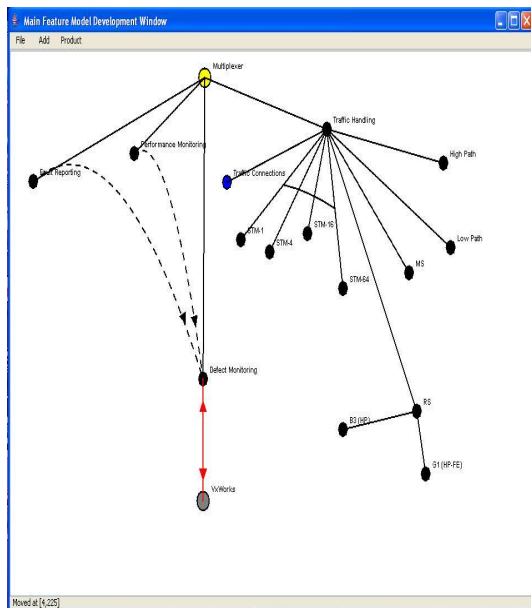 Main Feature Model Development Window
File Add Product
Multiplexer
Traffic Handling
Performance Monitoring
High Path
Fault Reporting
Traffic Connections
STM-1
STM-4
STM-16
Low Path
MS
STM-64
Defect Monitoring
RS
B3 (HP)
G1 (HP-FE)
VxWorks
Moved at [4,225]